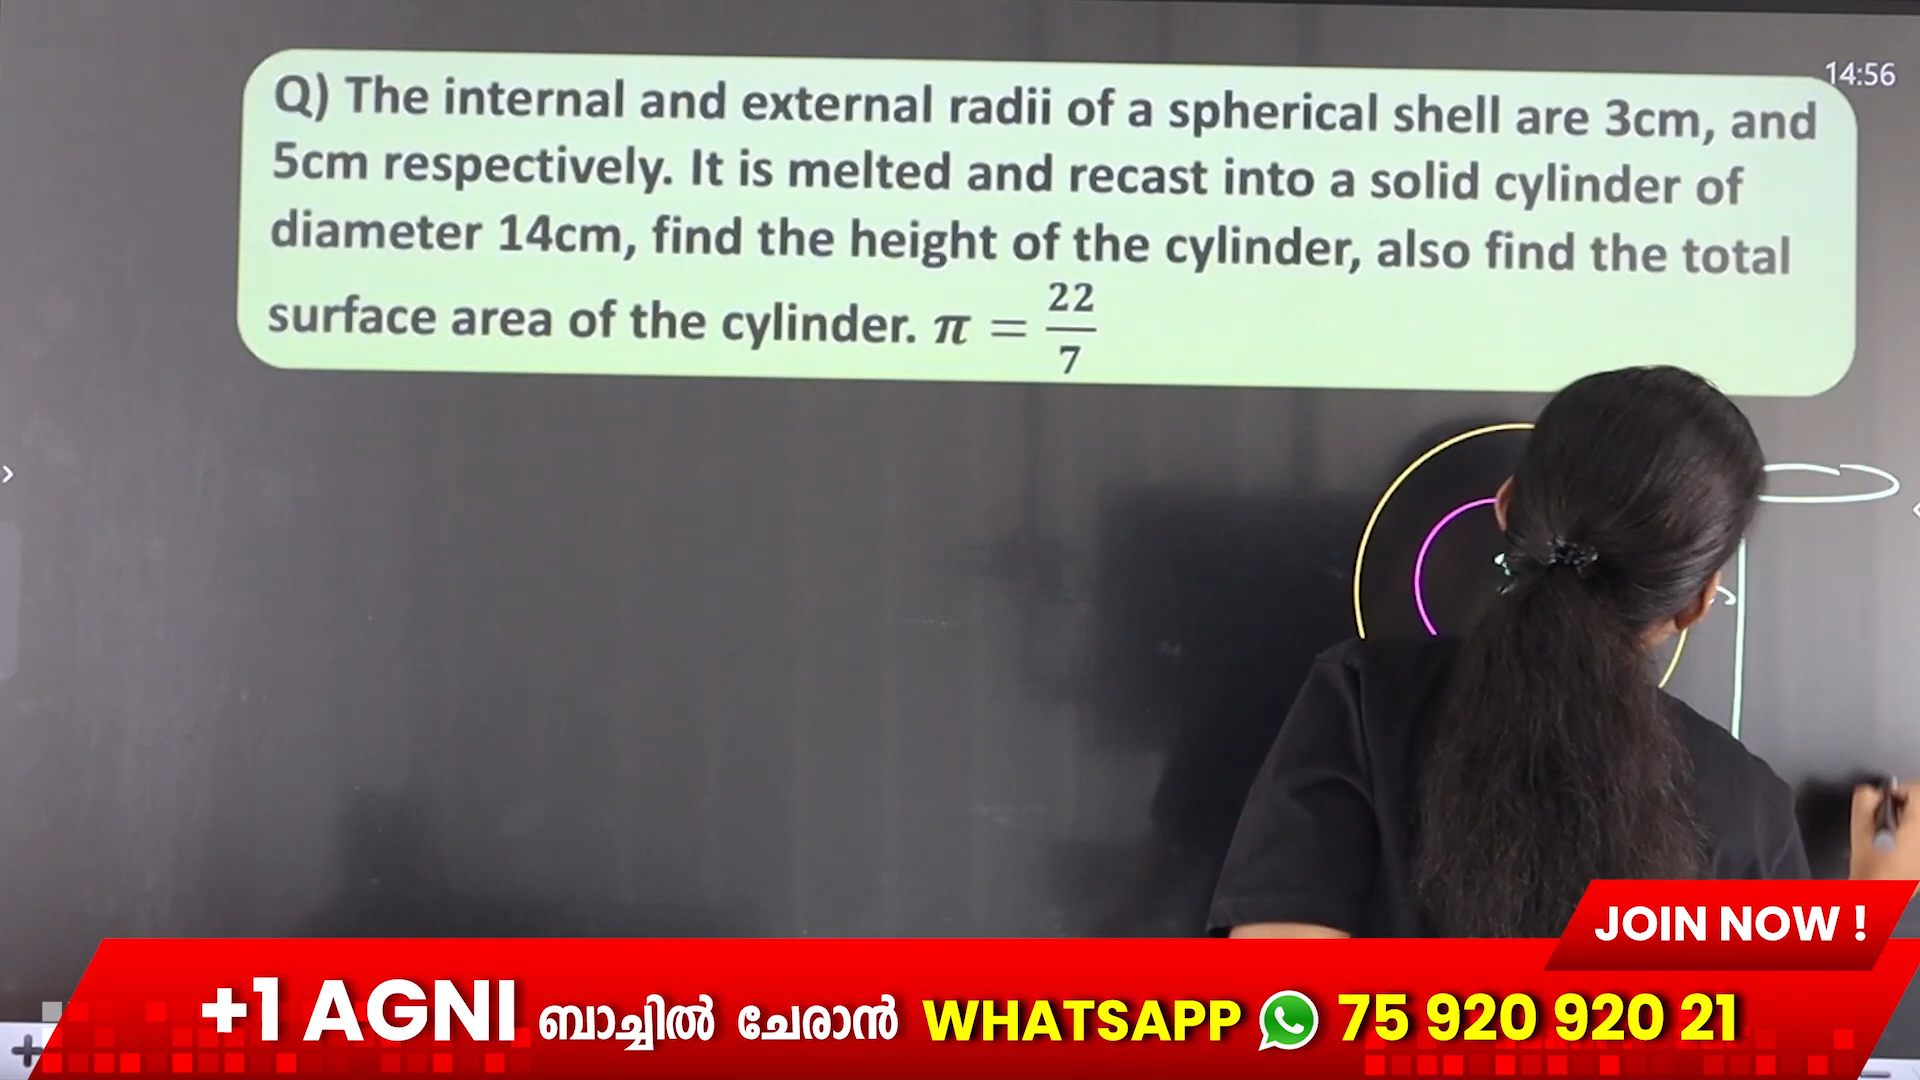 14:56
Q) The internal and external radii of a spherical shell are 3cm, and
5cm respectively. It is melted and recast into a solid cylinder of
diameter 14cm, find the height of the cylinder, also find the total
surface area of the cylinder. π = 22/7
JOIN NOW !
+1 AGNI ബാച്ചിൽ ചേരാൻ WHATSAPP 75 920 920 21